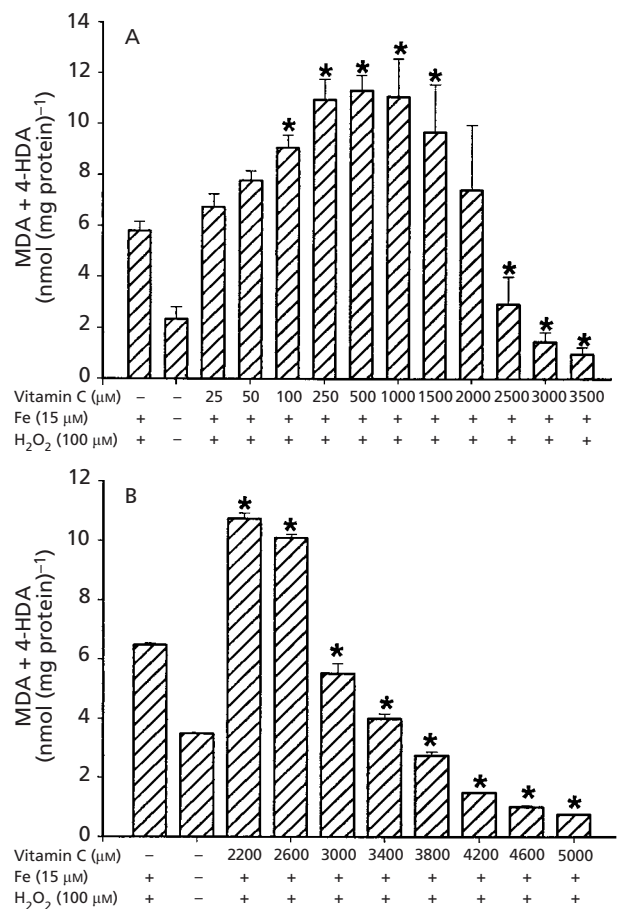 A
MDA + 4-HDA
nmol (mg protein)⁻¹
14
12
10
8
6
4
2
0
* * * * * * * * *
Vitamin C (µM) – – 25 50 100 250 500 1000 1500 2000 2500 3000 3500
Fe (15 µM) + – + + + + + + + + + + +
H₂O₂ (100 µM) + – + + + + + + + + + + +
B
MDA + 4-HDA
nmol (mg protein)⁻¹
12
10
8
6
4
2
0
* * * * * * * *
Vitamin C (µM) – – 2200 2600 3000 3400 3800 4200 4600 5000
Fe (15 µM) + – + + + + + + + +
H₂O₂ (100 µM) + – + + + + + + + +